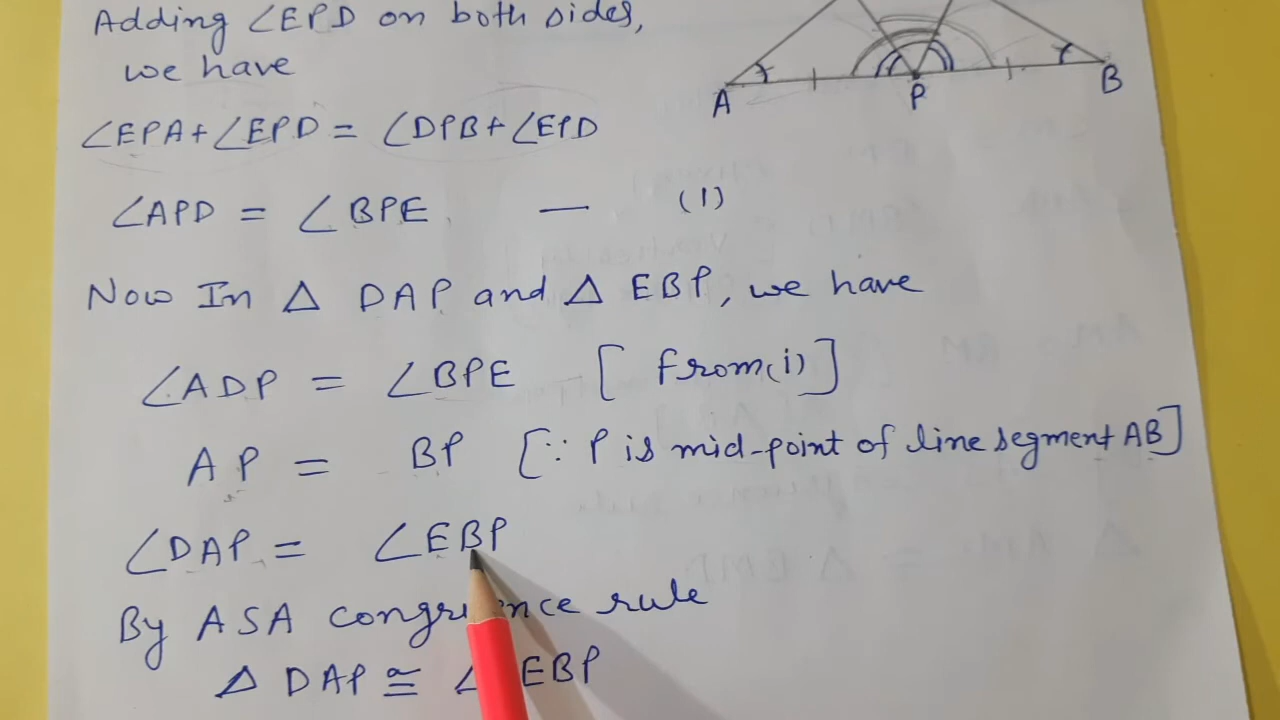 Adding ∠EPD on both sides,
we have
A P B
∠EPA + ∠EPD = ∠DPB + ∠EPD
∠APD = ∠BPE — (1)
Now In △ DAP and △ EBP, we have
∠ADP = ∠BPE [ from (i) ]
AP = BP [∵ P is mid-point of line segment AB]
∠DAP = ∠EBP
By ASA rule
△ DAP ≅ EBP